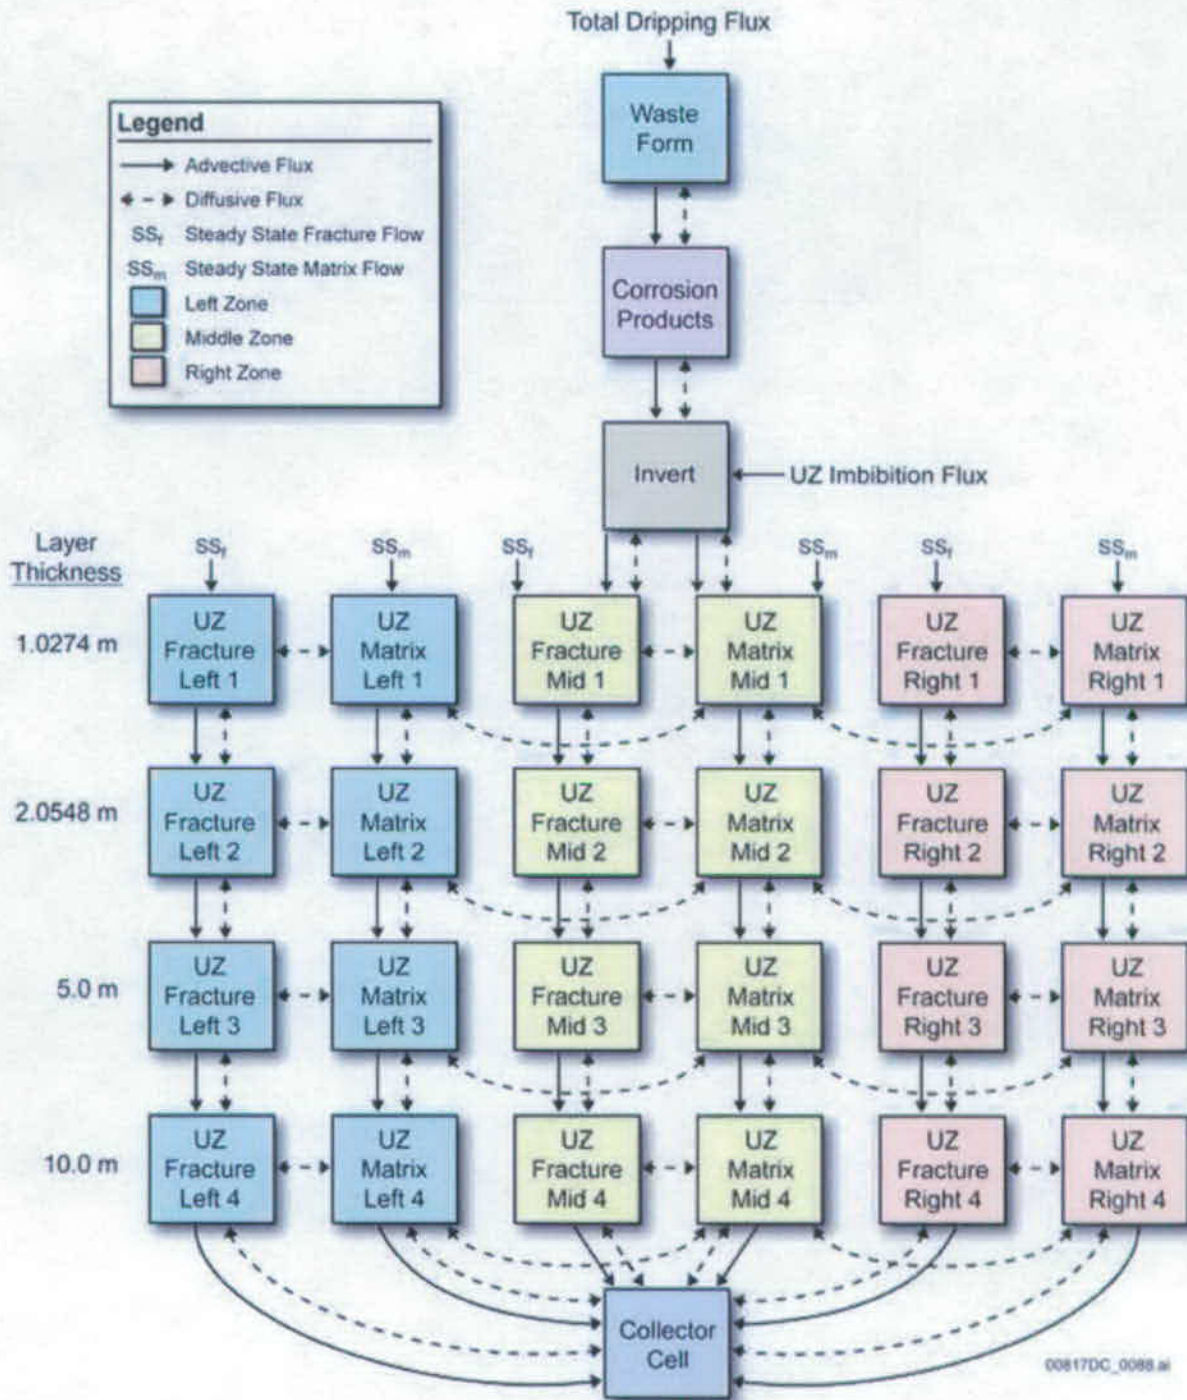 Total Dripping Flux
Waste
Form
Legend
Advective Flux
Diffusive Flux
SSf Steady State Fracture Flow
SSm Steady State Matrix Flow
Left Zone
Middle Zone
Right Zone
Corrosion
Products
Invert
UZ Imbibition Flux
Layer
Thickness
SSf
SSm
SSf
SSm
SSf
SSm
1.0274 m
UZ
Fracture
Left 1
UZ
Matrix
Left 1
UZ
Fracture
Mid 1
UZ
Matrix
Mid 1
UZ
Fracture
Right 1
UZ
Matrix
Right 1
2.0548 m
UZ
Fracture
Left 2
UZ
Matrix
Left 2
UZ
Fracture
Mid 2
UZ
Matrix
Mid 2
UZ
Fracture
Right 2
UZ
Matrix
Right 2
5.0 m
UZ
Fracture
Left 3
UZ
Matrix
Left 3
UZ
Fracture
Mid 3
UZ
Matrix
Mid 3
UZ
Fracture
Right 3
UZ
Matrix
Right 3
10.0 m
UZ
Fracture
Left 4
UZ
Matrix
Left 4
UZ
Fracture
Mid 4
UZ
Matrix
Mid 4
UZ
Fracture
Right 4
UZ
Matrix
Right 4
Collector
Cell
00817DC_0088.ai